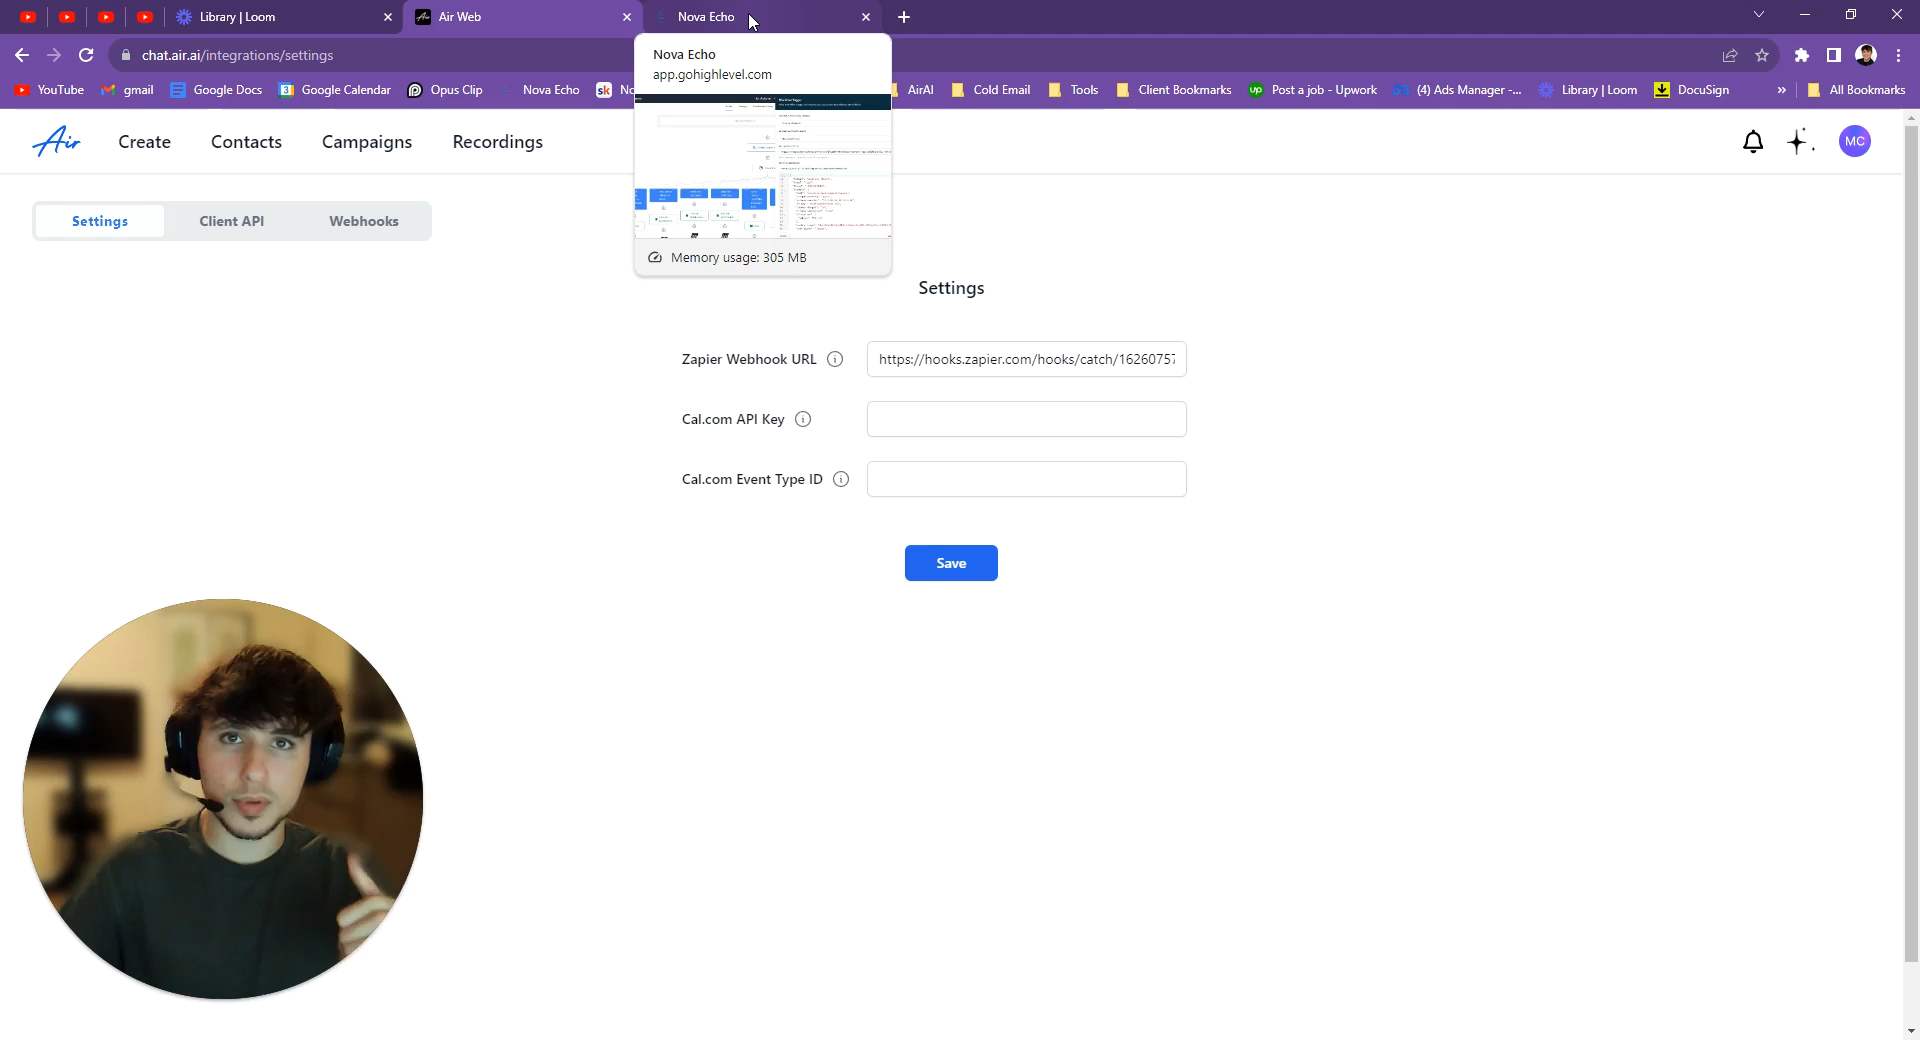 Library | Loom
Air Web
Nova Echo
chat.air.ai/integrations/settings
YouTube
gmail
Google Docs
Google Calendar
Opus Clip
Nova Echo
AirAI
Cold Email
Tools
Client Bookmarks
Post a job - Upwork
(4) Ads Manager -...
Library | Loom
DocuSign
»
All Bookmarks
Nova Echo
app.gohighlevel.com
Memory usage: 305 MB
Air
Create
Contacts
Campaigns
Recordings
MC
Settings
Client API
Webhooks
Settings
Zapier Webhook URL
https://hooks.zapier.com/hooks/catch/16260757
Cal.com API Key
Cal.com Event Type ID
Save